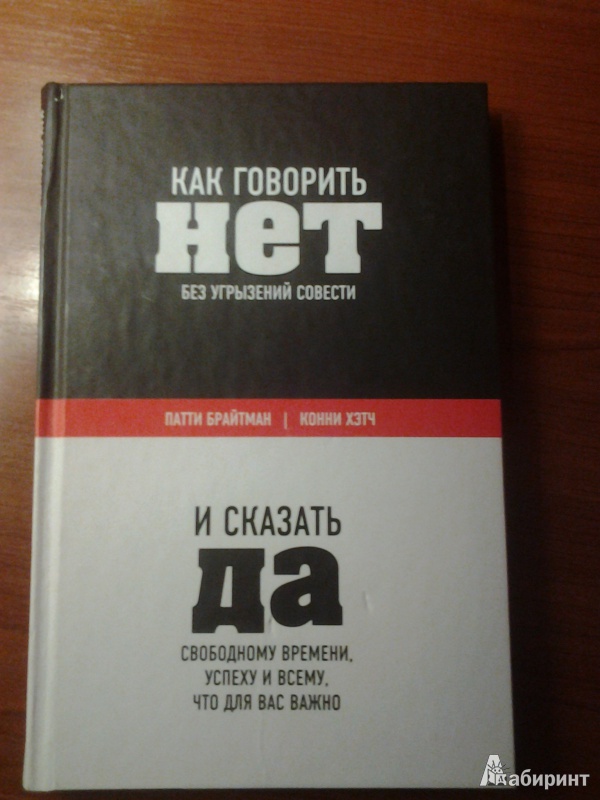 КАК ГОВОРИТЬ
НЕТ
БЕЗ УГРЫЗЕНИЙ СОВЕСТИ
ПАТТИ БРАЙТМАН | КОННИ ХЭТЧ
И СКАЗАТЬ
ДА
СВОБОДНОМУ ВРЕМЕНИ,
УСПЕХУ И ВСЕМУ,
ЧТО ДЛЯ ВАС ВАЖНО
Лабиринт